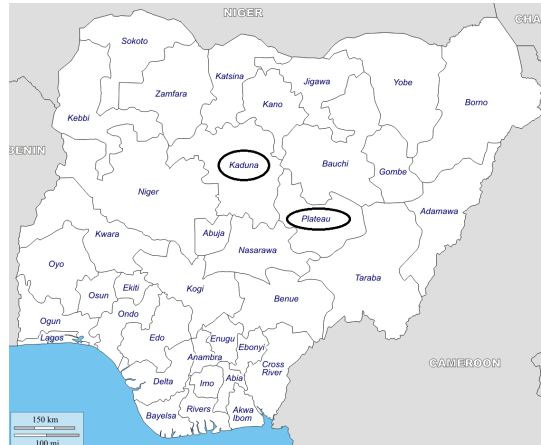 NIGER
CHA
Sokoto
Katsina
Jigawa
Yobe
Zamfara
Kano
Borno
Kebbi
BENIN
Kaduna
Bauchi
Gombe
Niger
Adamawa
Plateau
Kwara
Abuja
Nasarawa
Oyo
Taraba
Kogi
Ekiti
Osun
Benue
Ondo
Ogun
Lagos
Edo
Enugu
Ebonyi
Anambra
Cross
River
CAMEROON
Delta
Imo
Abia
Bayelsa
Rivers
Akwa
Ibom
150 km
100 mi